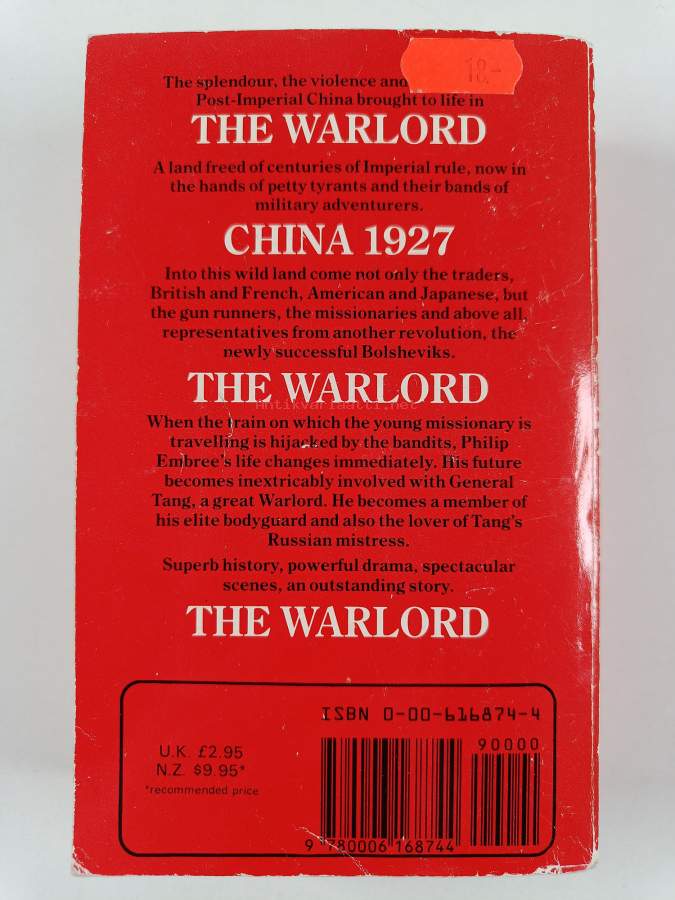 18.-
The splendour, the violence and
Post-Imperial China brought to life in
THE WARLORD
A land freed of centuries of Imperial rule, now in
the hands of petty tyrants and their bands of
military adventurers.
CHINA 1927
Into this wild land come not only the traders,
British and French, American and Japanese, but
the gun runners, the missionaries and above all,
representatives from another revolution, the
newly successful Bolsheviks.
THE WARLORD
antikvariaatti.net
When the train on which the young missionary is
travelling is hijacked by the bandits, Philip
Embree's life changes immediately. His future
becomes inextricably involved with General
Tang, a great Warlord. He becomes a member of
his elite bodyguard and also the lover of Tang's
Russian mistress.
Superb history, powerful drama, spectacular
scenes, an outstanding story.
THE WARLORD
ISBN 0-00-616874-4
U.K. £2.95
N.Z. $9.95*
*recommended price
90000
9 780006 168744